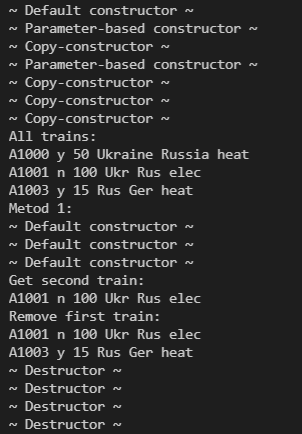 ~ Default constructor ~
~ Parameter-based constructor ~
~ Copy-constructor ~
~ Parameter-based constructor ~
~ Copy-constructor ~
~ Copy-constructor ~
~ Copy-constructor ~
All trains:
A1000 y 50 Ukraine Russia heat
A1001 n 100 Ukr Rus elec
A1003 y 15 Rus Ger heat
Metod 1:
~ Default constructor ~
~ Default constructor ~
~ Default constructor ~
Get second train:
A1001 n 100 Ukr Rus elec
Remove first train:
A1001 n 100 Ukr Rus elec
A1003 y 15 Rus Ger heat
~ Destructor ~
~ Destructor ~
~ Destructor ~
~ Destructor ~